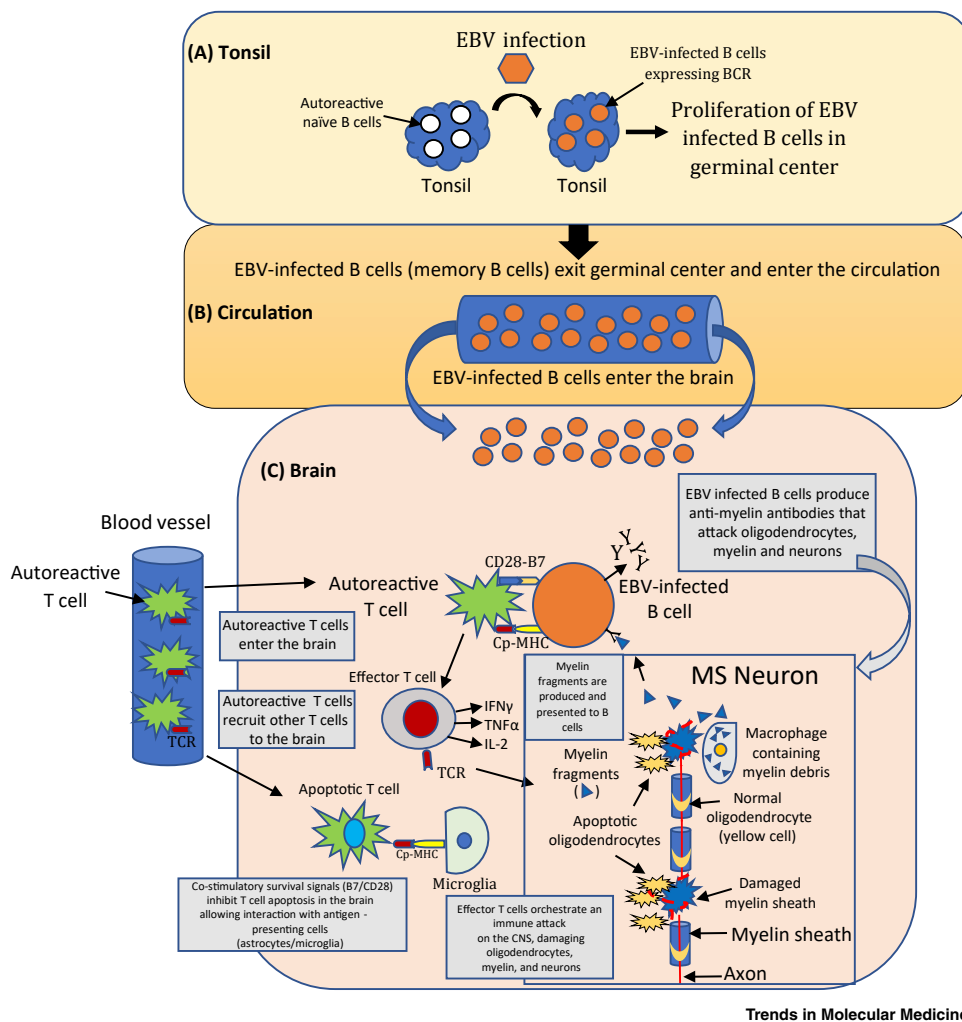 (A) Tonsil
EBV infection
EBV-infected B cells
expressing BCR
Autoreactive
naïve B cells
Proliferation of EBV
infected B cells in
germinal center
Tonsil
Tonsil
EBV-infected B cells (memory B cells) exit germinal center and enter the circulation
(B) Circulation
EBV-infected B cells enter the brain
(C) Brain
EBV infected B cells produce
anti-myelin antibodies that
attack oligodendrocytes,
myelin and neurons
Blood vessel
Autoreactive
T cell
Autoreactive
T cell
CD28-B7
Y
Y
Y
Y
Y
EBV-infected
B cell
Cp-MHC
Y
Autoreactive T cells
enter the brain
Effector T cell
IFNγ
TNFα
IL-2
TCR
Autoreactive T cells
recruit other T cells
to the brain
TCR
Myelin
fragments are
produced and
presented to B
cells
MS Neuron
Macrophage
containing
myelin debris
Myelin
fragments
( )
Normal
oligodendrocyte
(yellow cell)
Apoptotic
oligodendrocytes
Apoptotic T cell
Cp-MHC
Microglia
Co-stimulatory survival signals (B7/CD28)
inhibit T cell apoptosis in the brain
allowing interaction with antigen -
presenting cells
(astrocytes/microglia)
Effector T cells orchestrate an
immune attack
on the CNS, damaging
oligodendrocytes,
myelin, and neurons
Damaged
myelin sheath
Myelin sheath
Axon
Trends in Molecular Medicine